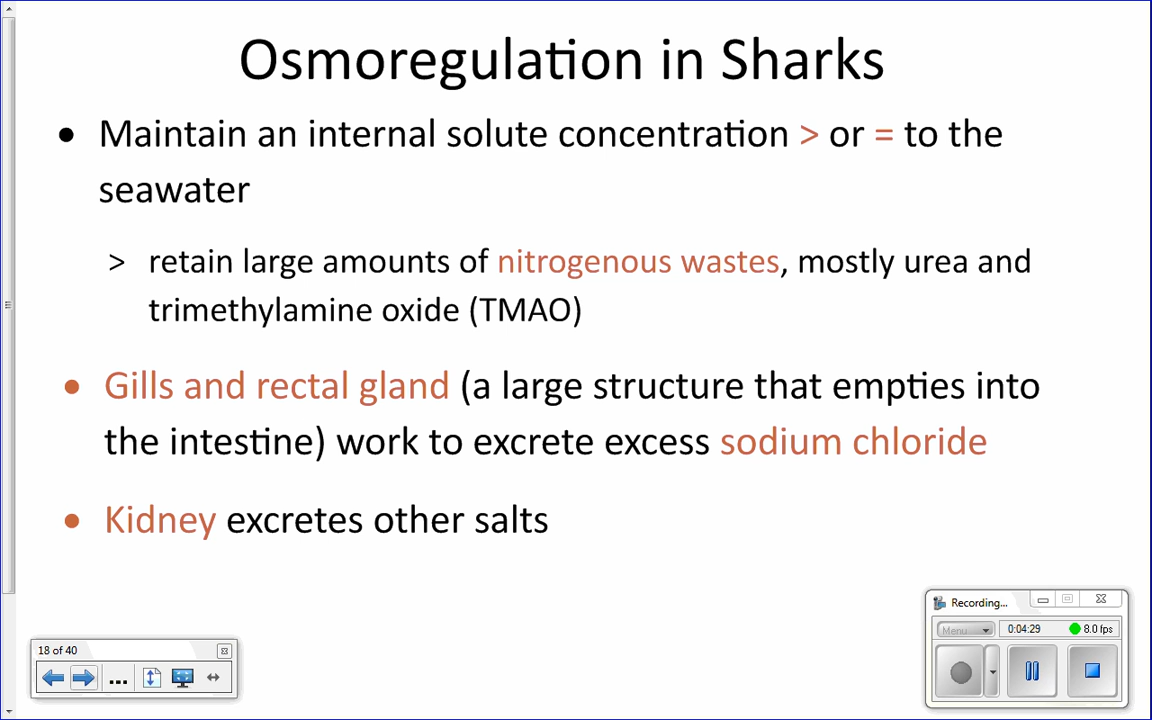 Osmoregulation in Sharks
• Maintain an internal solute concentration > or = to the
seawater
> retain large amounts of nitrogenous wastes, mostly urea and
trimethylamine oxide (TMAO)
• Gills and rectal gland (a large structure that empties into
the intestine) work to excrete excess sodium chloride
• Kidney excretes other salts
Recording...
Menu
0:04:29
8.0 fps
18 of 40
...